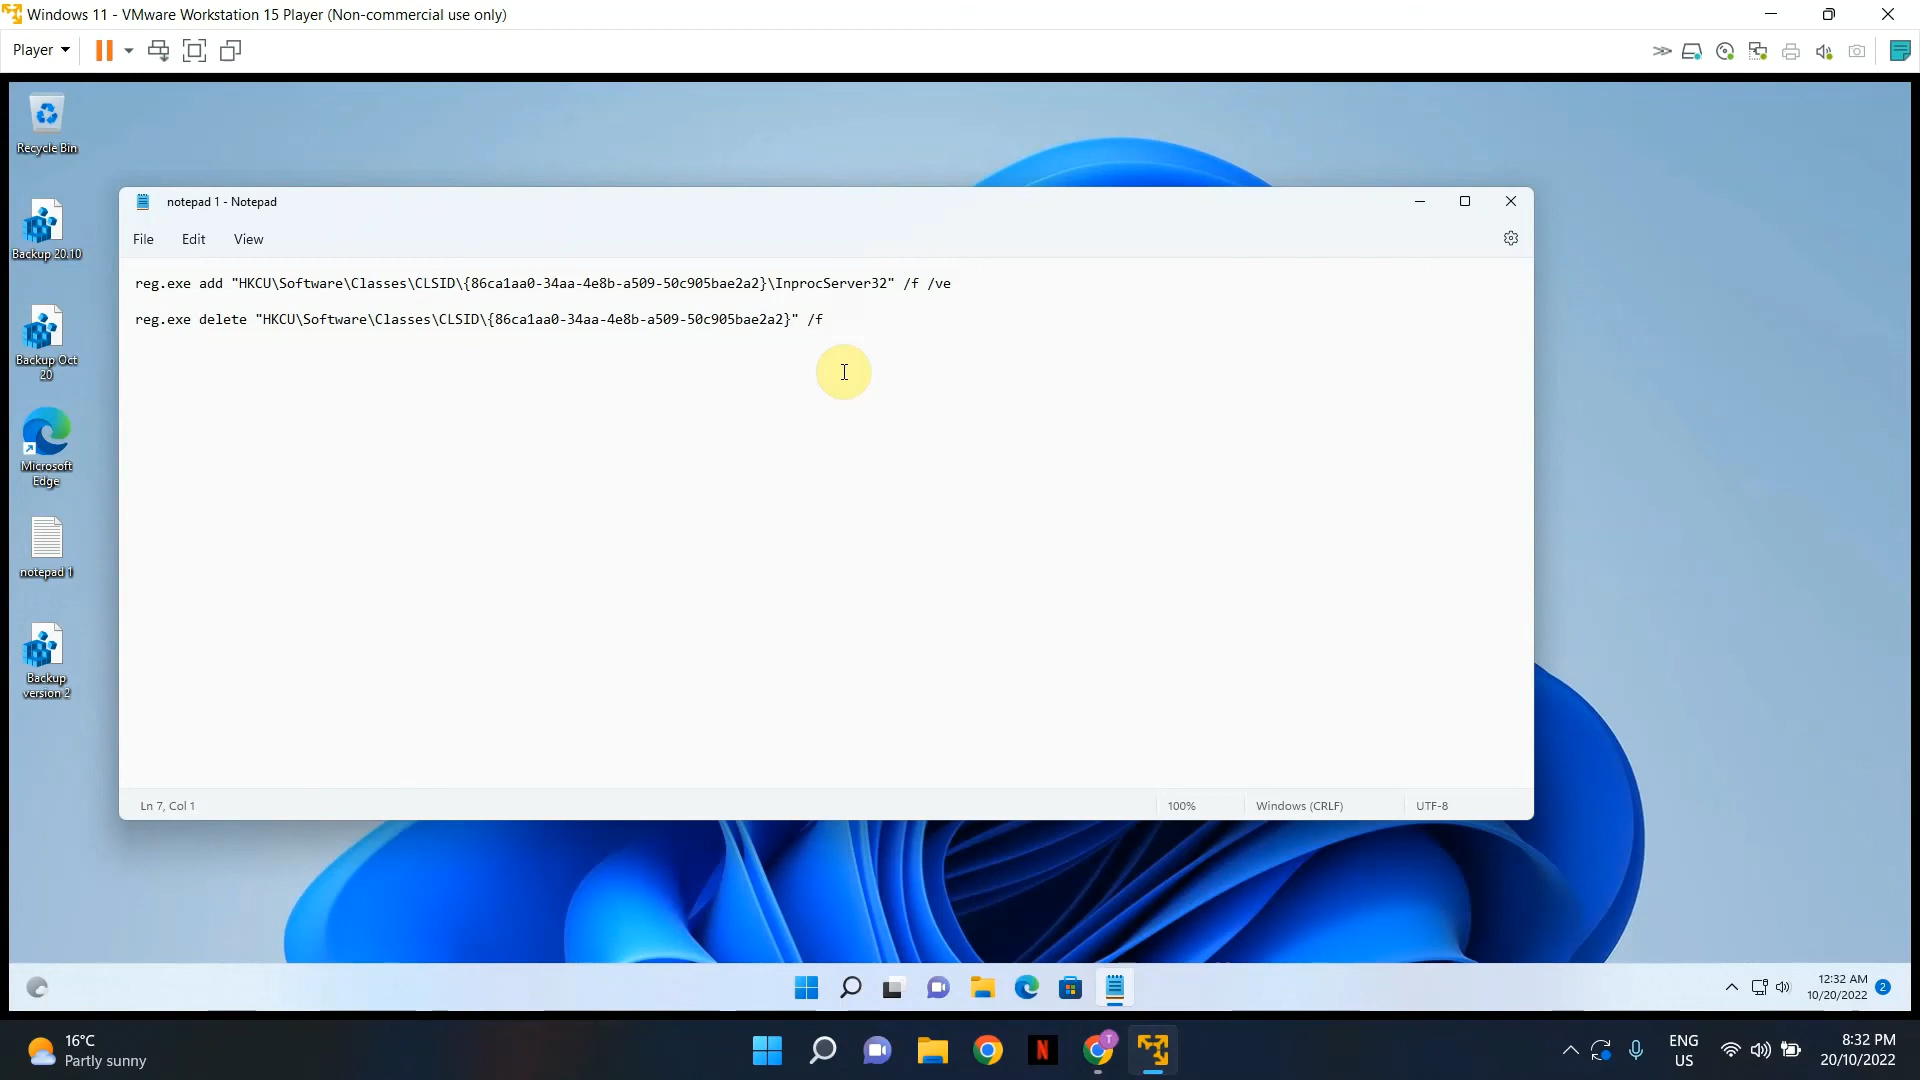 Windows 11 - VMware Workstation 15 Player (Non-commercial use only)
Player
Recycle Bin
Backup 20.10
Backup Oct
20
Microsoft
Edge
notepad 1
Backup
version 2
notepad 1 - Notepad
File Edit View
reg.exe add "HKCU\Software\Classes\CLSID\{86ca1aa0-34aa-4e8b-a509-50c905bae2a2}\InprocServer32" /f /ve
reg.exe delete "HKCU\Software\Classes\CLSID\{86ca1aa0-34aa-4e8b-a509-50c905bae2a2}" /f
Ln 7, Col 1
100%
Windows (CRLF)
UTF-8
12:32 AM
10/20/2022
2
16°C
Partly sunny
N
T
ENG
US
8:32 PM
20/10/2022